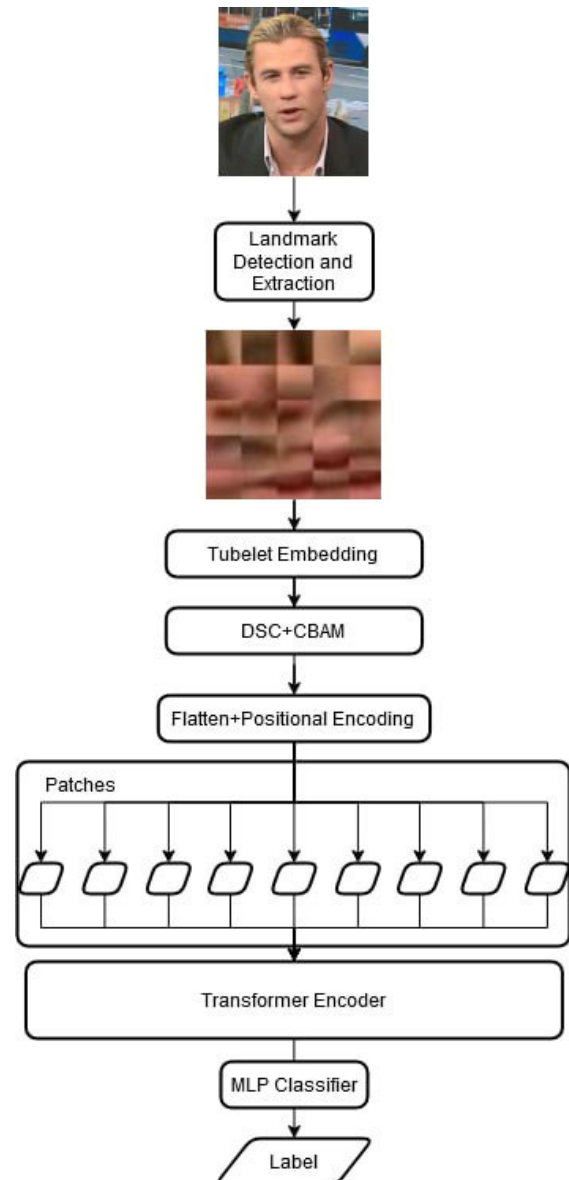 Landmark
Detection and
Extraction
Tubelet Embedding
DSC+CBAM
Flatten+Positional Encoding
Patches
Transformer Encoder
MLP Classifier
Label